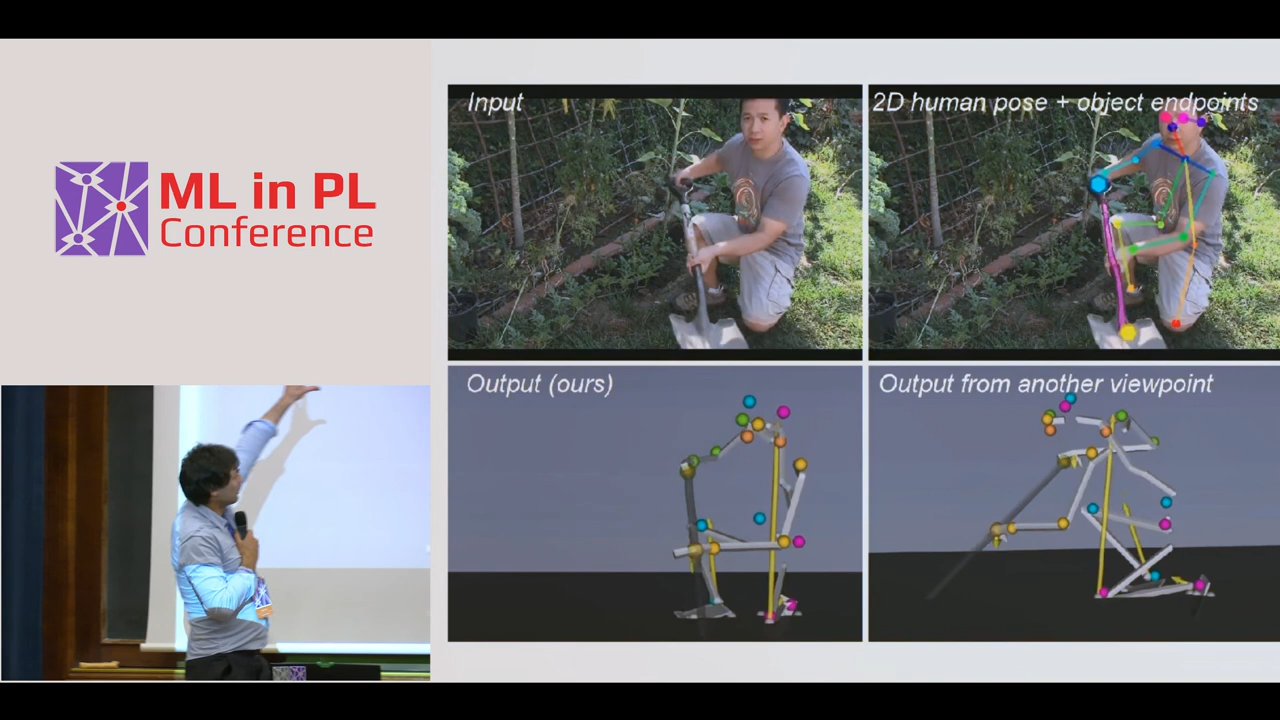 ML in PL
Conference
Input
2D human pose + object endpoints
Output (ours)
Output from another viewpoint